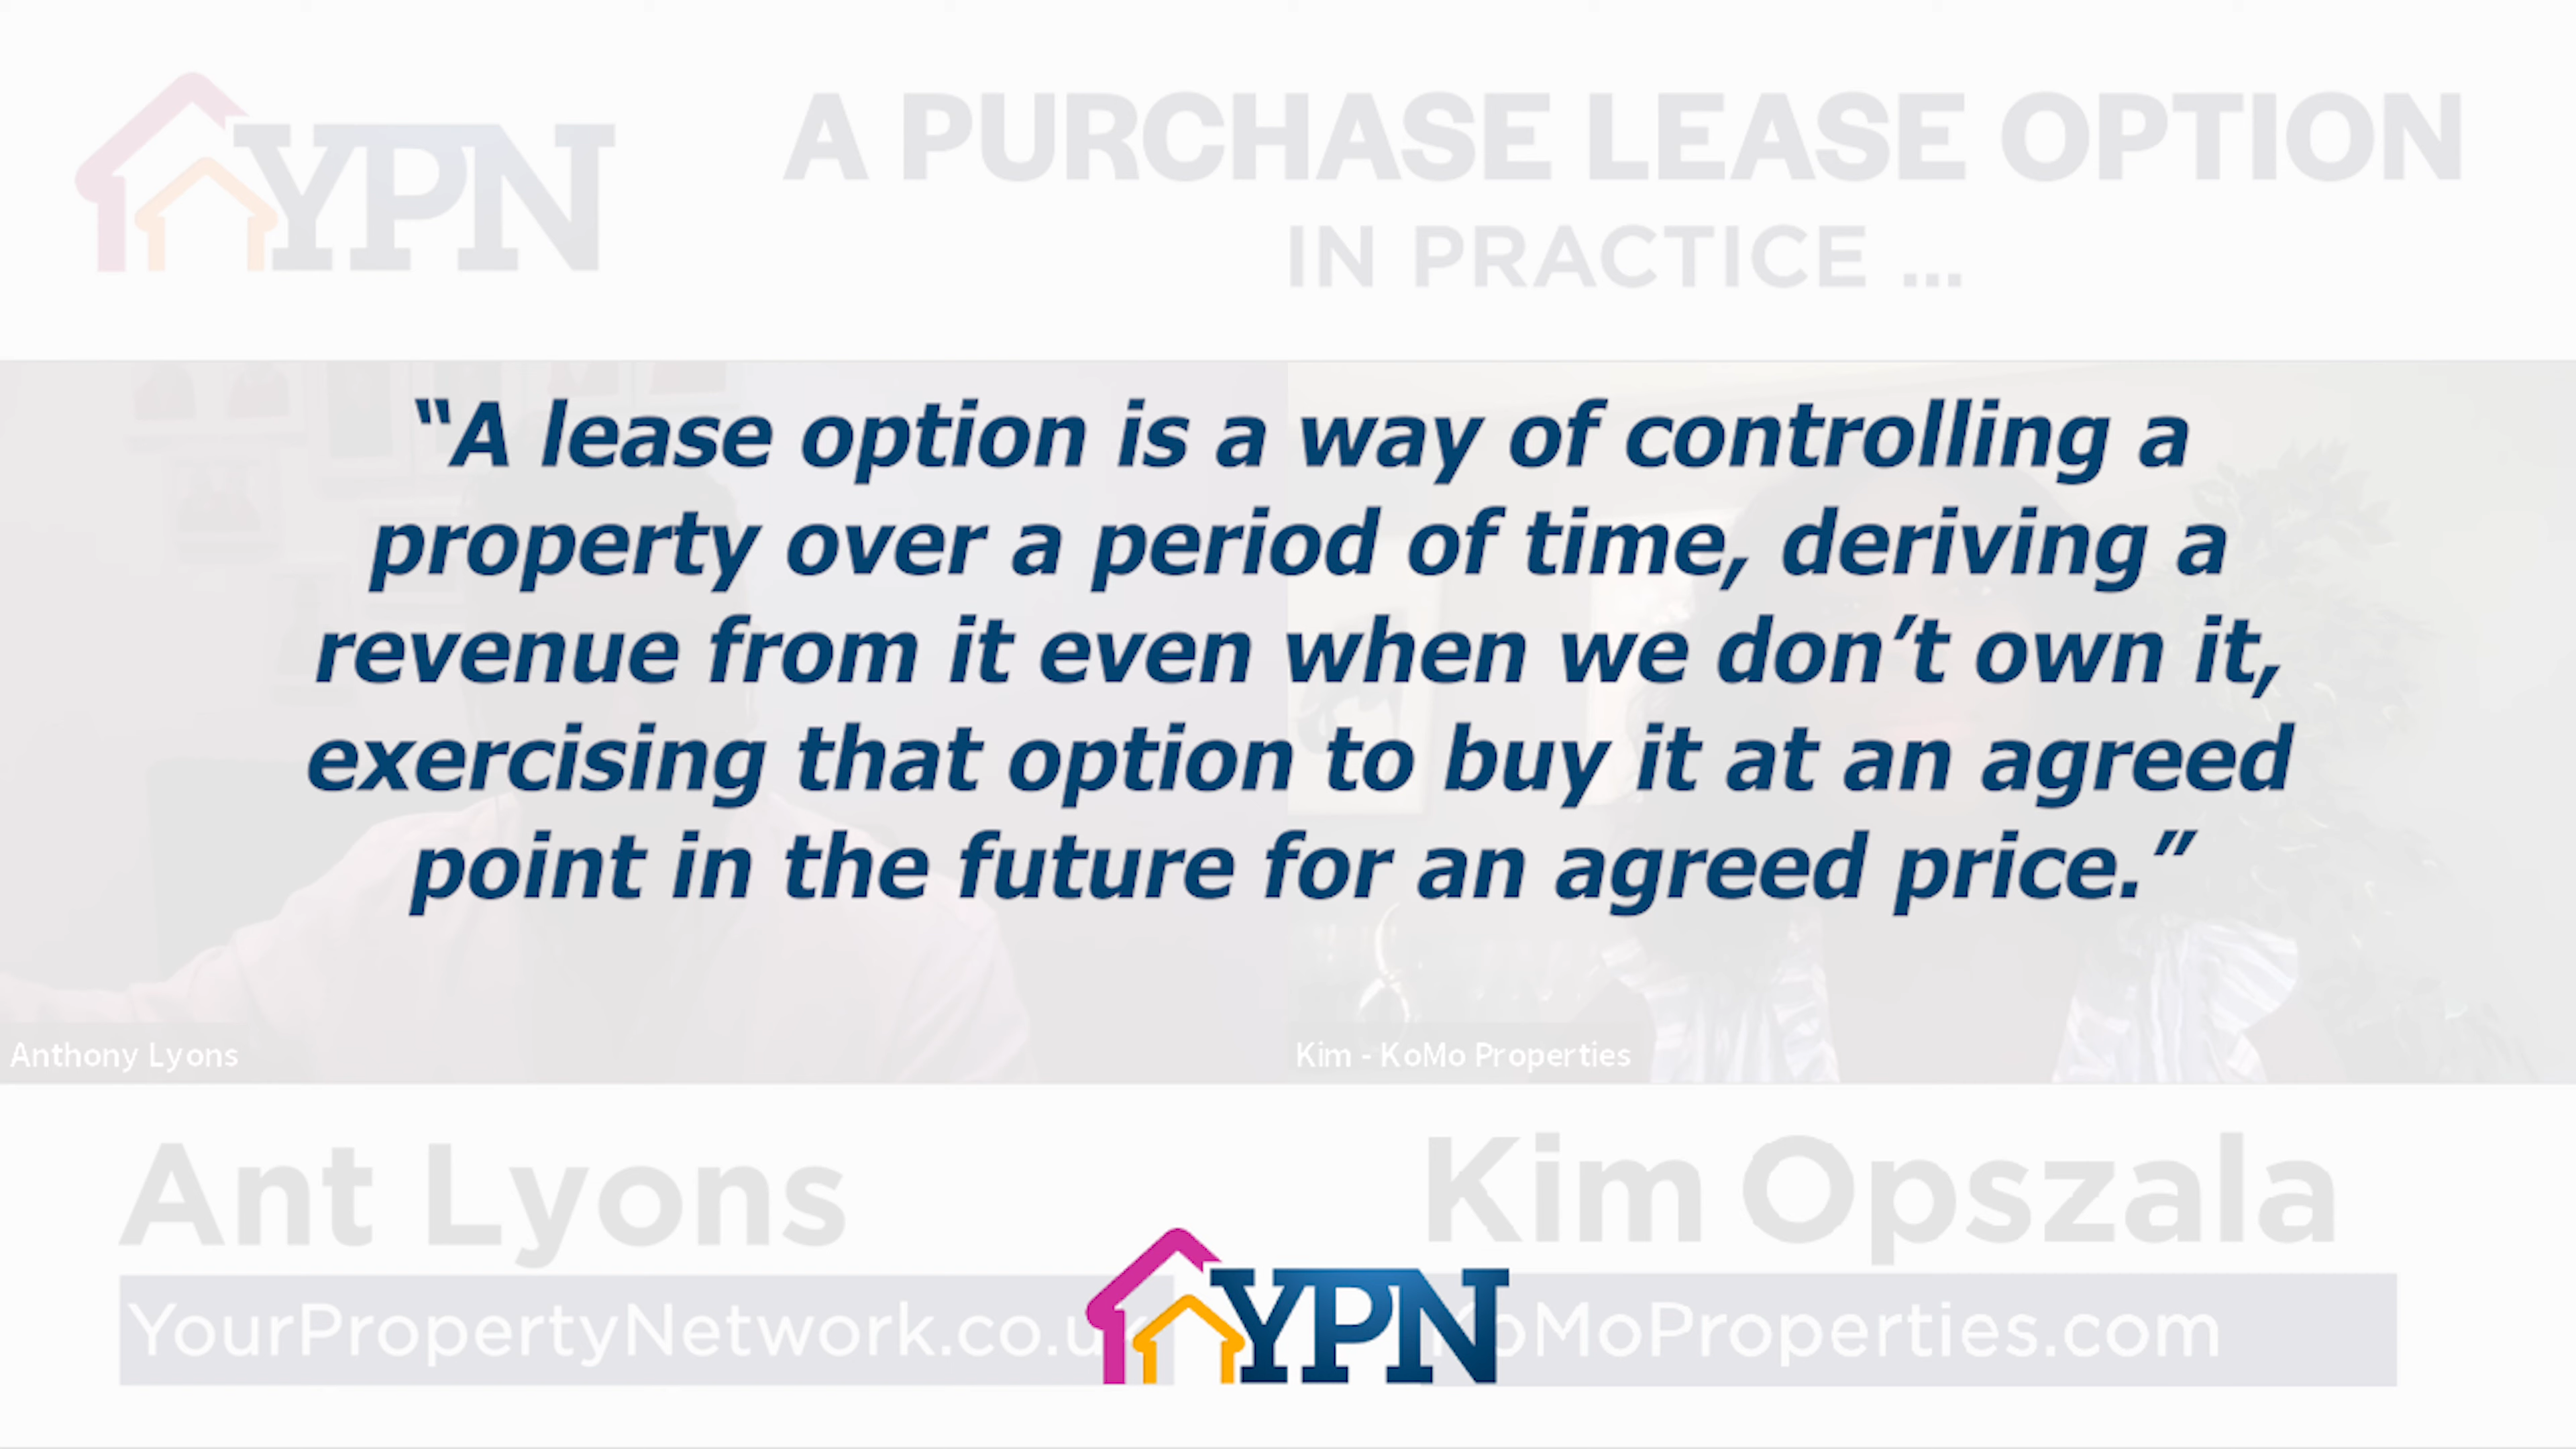 YPN
A PURCHASE LEASE OPTION
IN PRACTICE ...
“A lease option is a way of controlling a
property over a period of time, deriving a
revenue from it even when we don’t own it,
exercising that option to buy it at an agreed
point in the future for an agreed price.”
Anthony Lyons
Kim - KoMo Properties
Ant Lyons
Kim Opszala
YourPropertyNetwork.co.uk
KoMoProperties.com
YPN